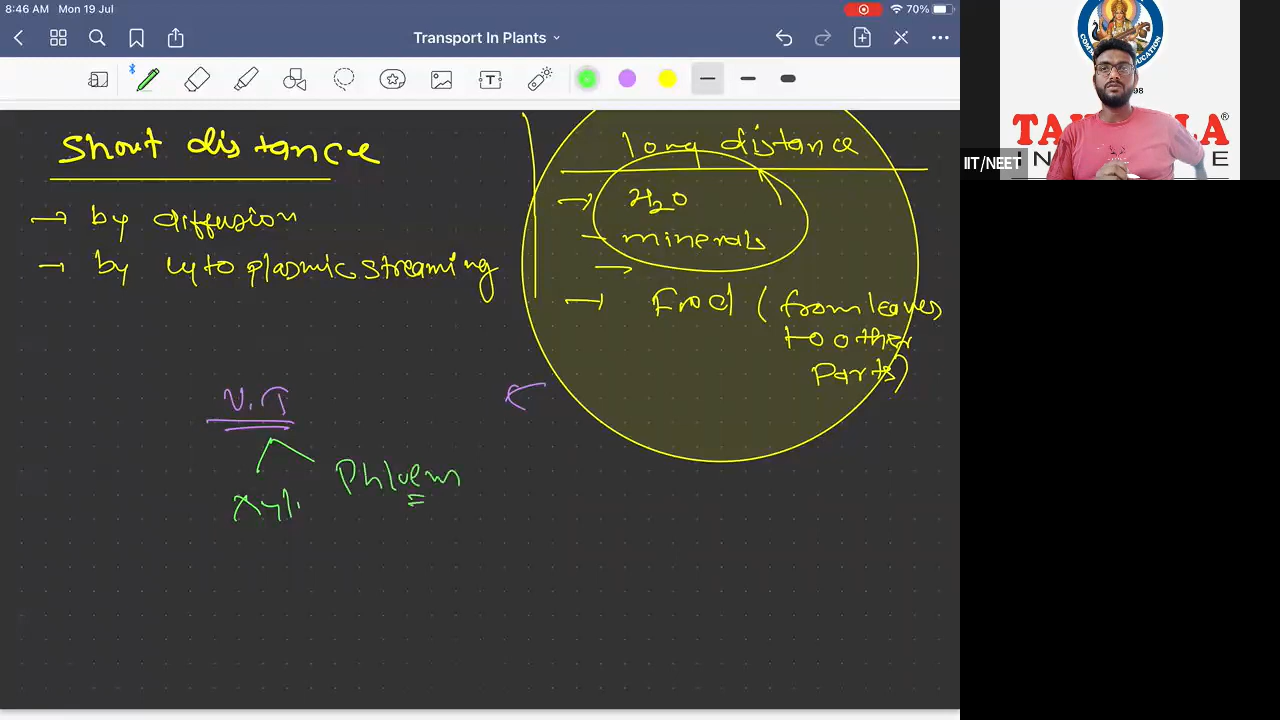 8:46 AM Mon 19 Jul
70%
Transport In Plants
Short distance
→ by diffusion
→ by cytoplasmic streaming
long distance
→ H2O
– minerals
→
→ Food (from leaves
to other
parts)
V.T
Xyl.
Phloem
98
IIT/NEET